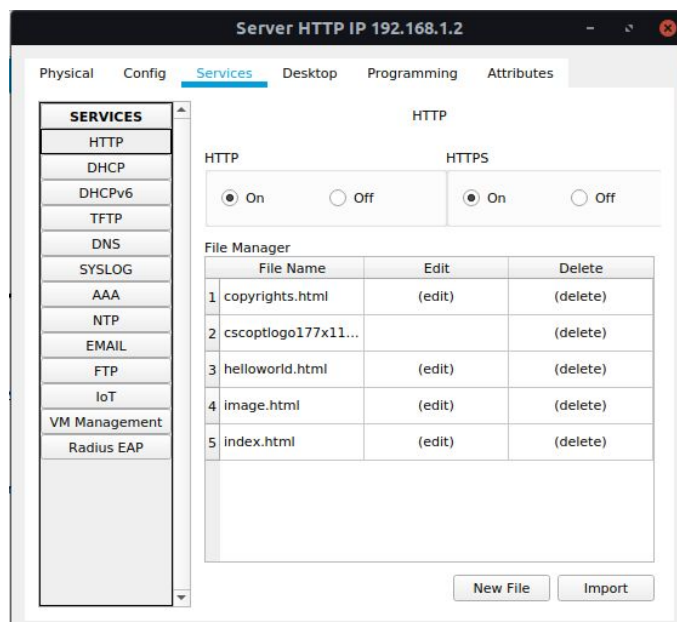 Server HTTP IP 192.168.1.2
Physical Config Services Desktop Programming Attributes
SERVICES
HTTP
DHCP
DHCPv6
TFTP
DNS
SYSLOG
AAA
NTP
EMAIL
FTP
IoT
VM Management
Radius EAP
HTTP
HTTP HTTPS
On Off On Off
File Manager
File Name Edit Delete
1 copyrights.html (edit) (delete)
2 cscoptlogo177x11... (delete)
3 helloworld.html (edit) (delete)
4 image.html (edit) (delete)
5 index.html (edit) (delete)
New File Import